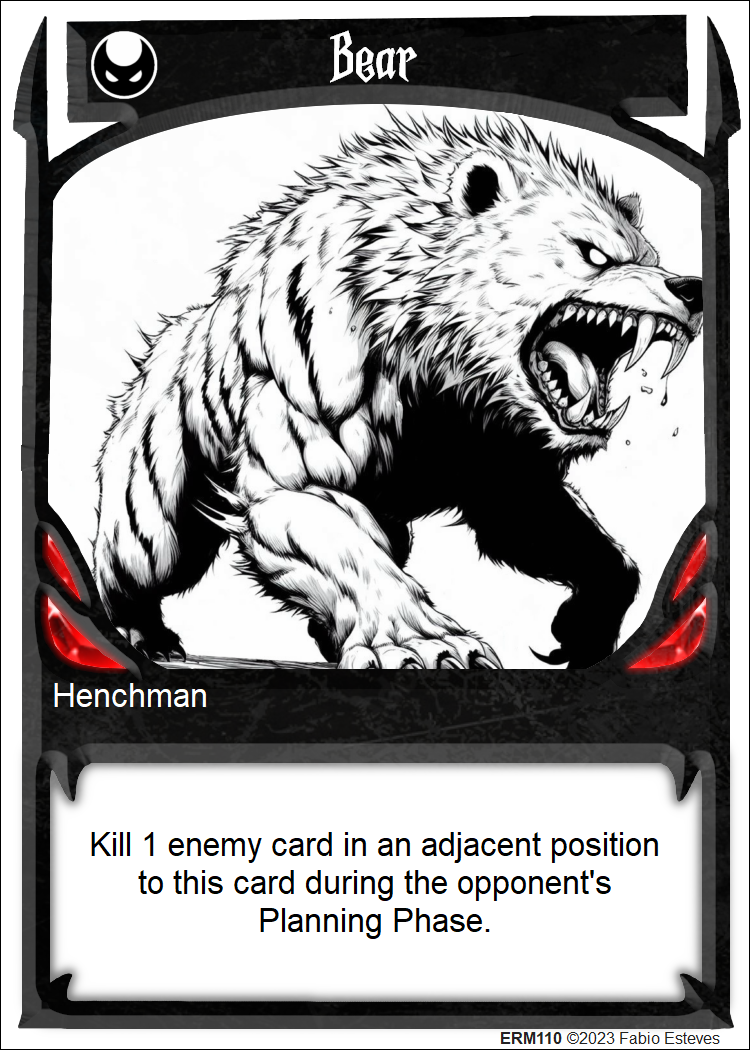 Bear
Henchman
Kill 1 enemy card in an adjacent position
to this card during the opponent's
Planning Phase.
ERM110 ©2023 Fabio Esteves